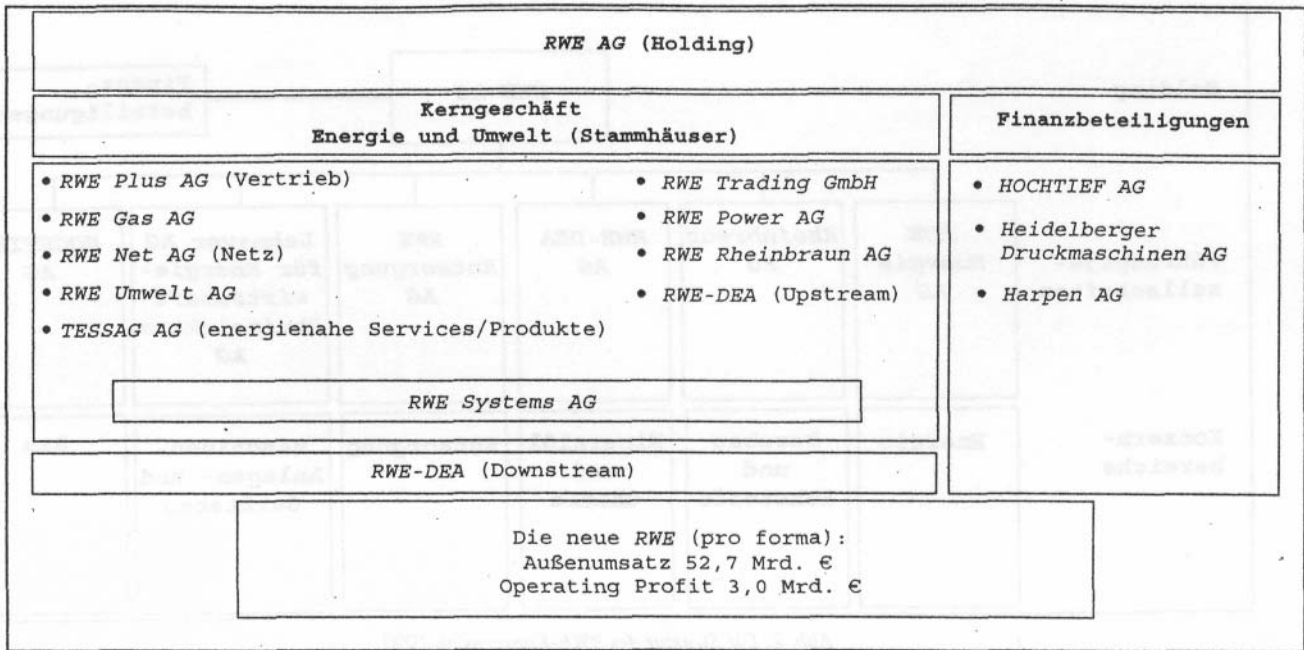 RWE AG (Holding)
Kerngeschäft
Energie und Umwelt (Stammhäuser)
Finanzbeteiligungen
• RWE Plus AG (Vertrieb)
• RWE Gas AG
• RWE Net AG (Netz)
• RWE Umwelt AG
• TESSAG AG (energienahe Services/Produkte)
• RWE Trading GmbH
• RWE Power AG
• RWE Rheinbraun AG
• RWE-DEA (Upstream)
• HOCHTIEF AG
• Heidelberger
Druckmaschinen AG
• Harpen AG
RWE Systems AG
RWE-DEA (Downstream)
Die neue RWE (pro forma):
Außenumsatz 52,7 Mrd. €
Operating Profit 3,0 Mrd. €